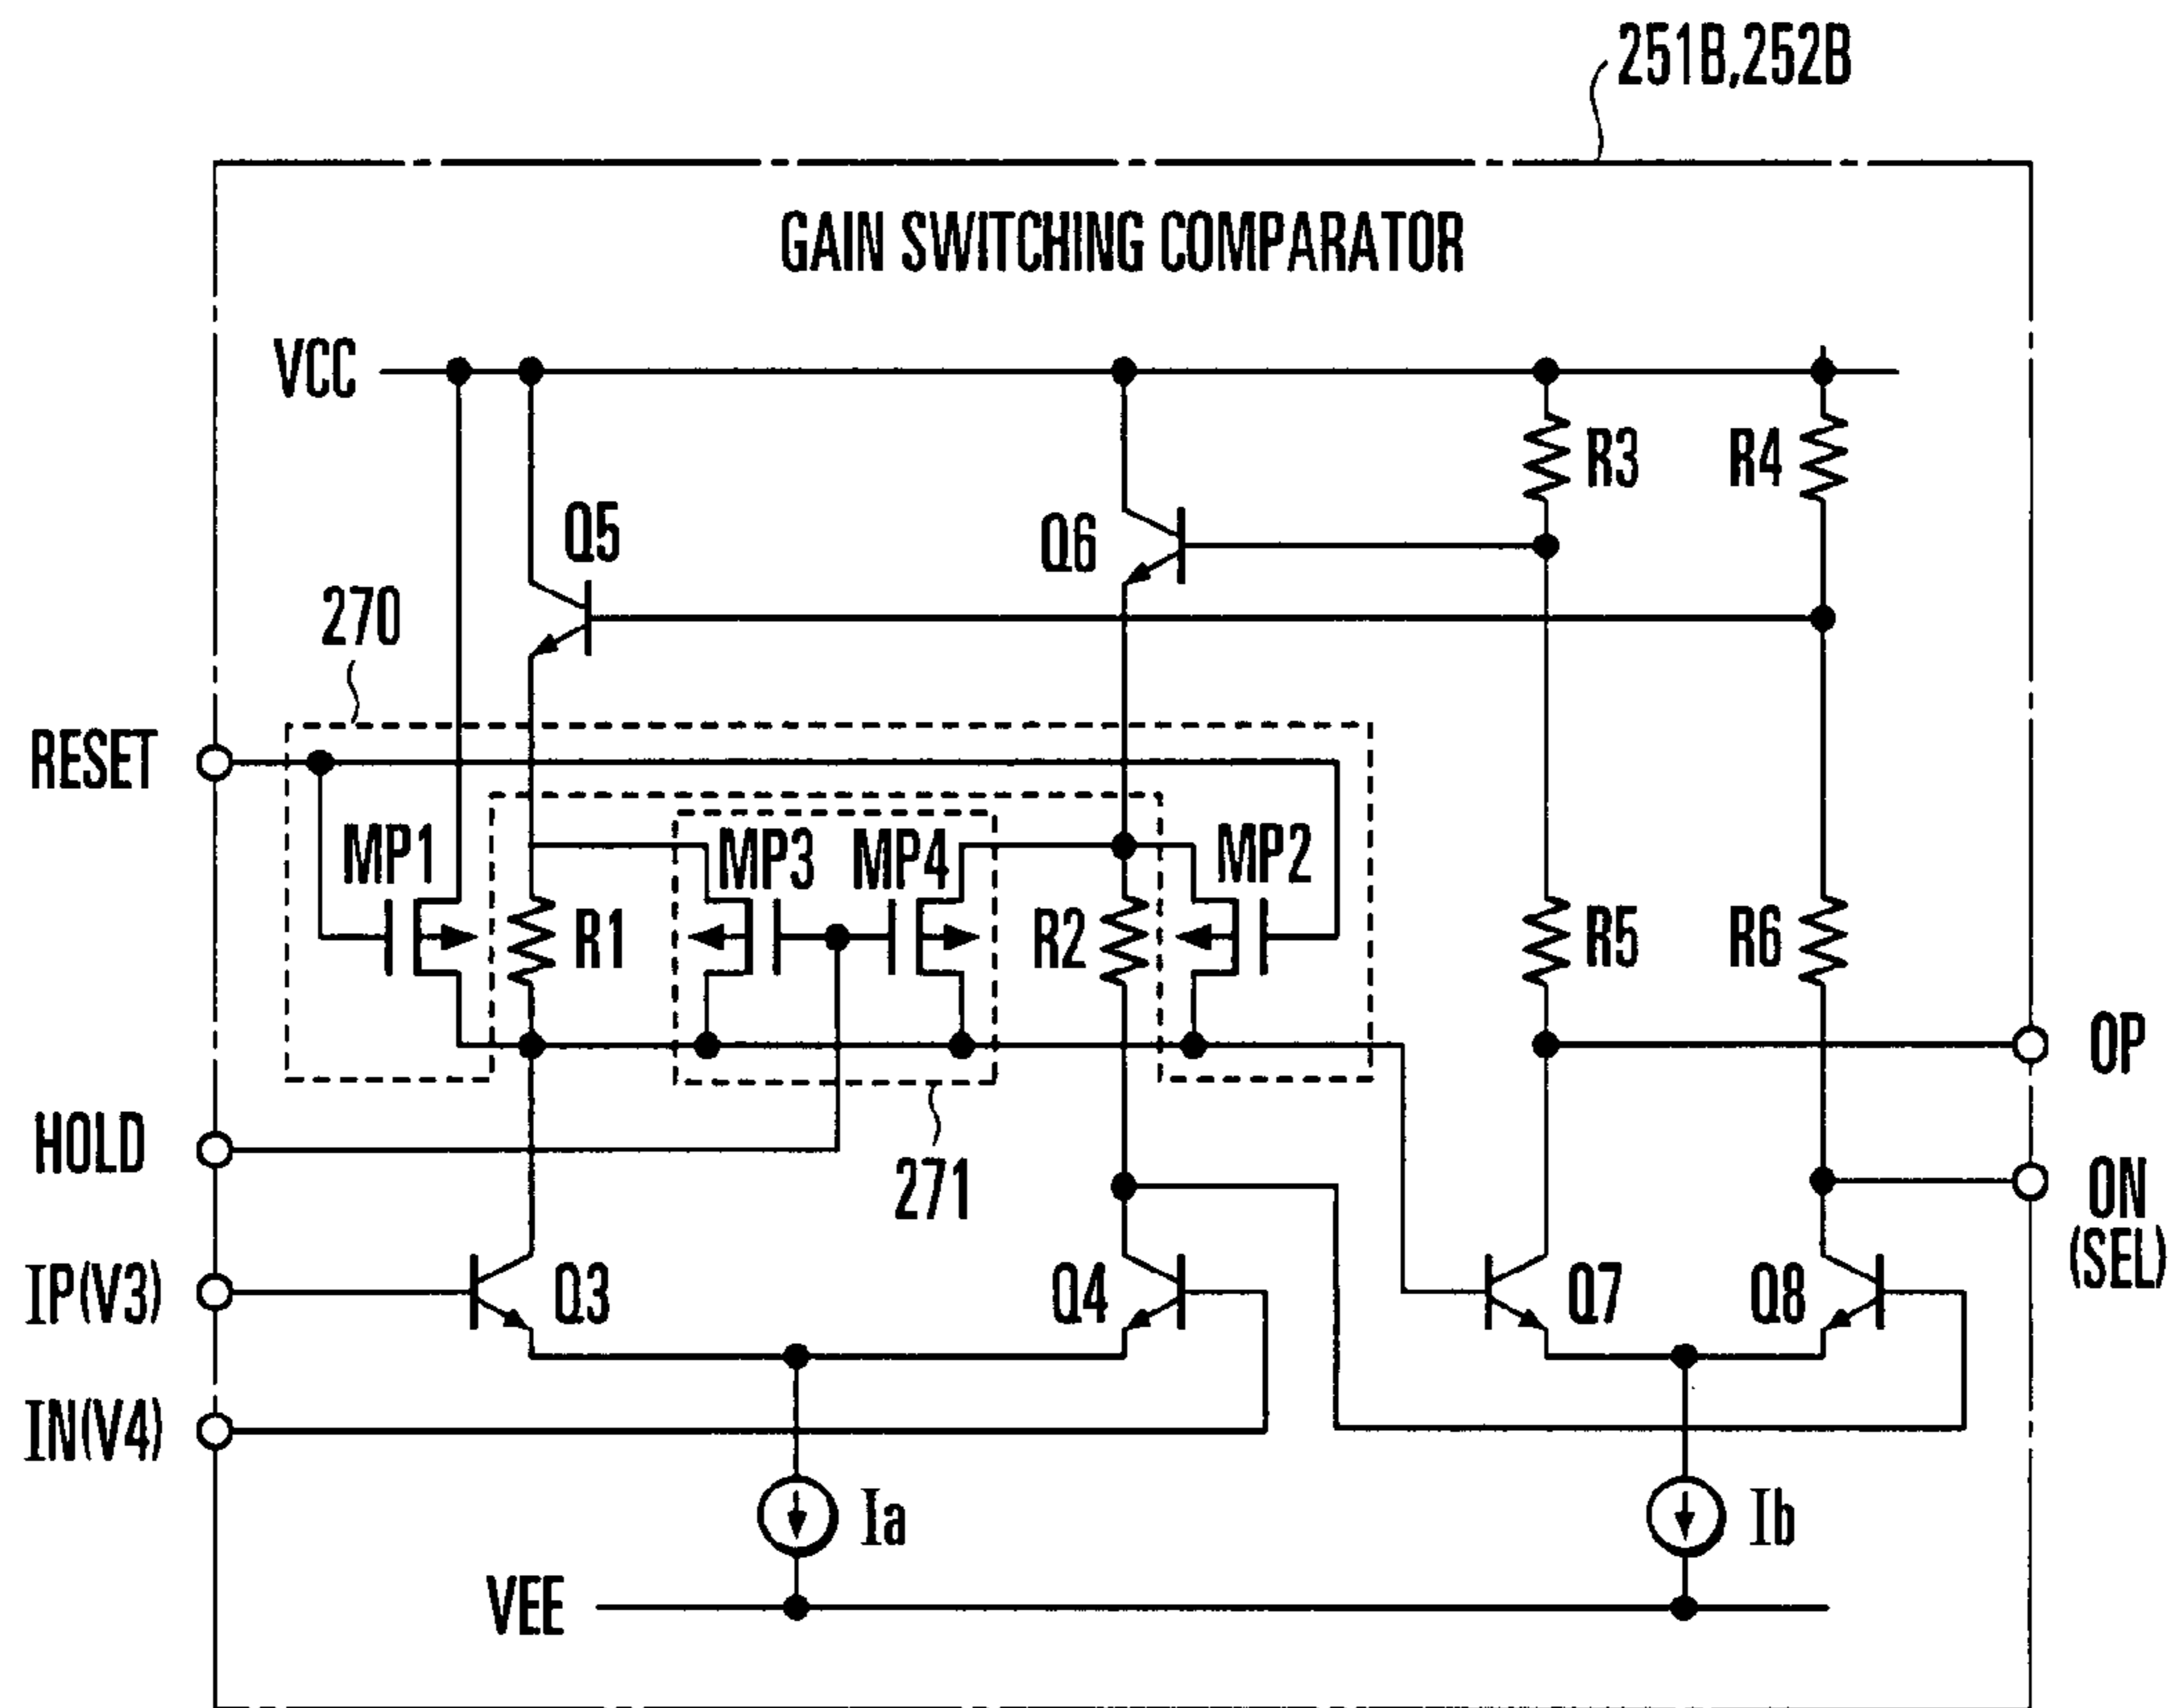 251B,252B
GAIN SWITCHING COMPARATOR
VCC
R3
R4
Q5
Q6
270
RESET
MP1
MP3
MP4
MP2
R1
R2
R5
R6
OP
HOLD
271
ON
(SEL)
IP(V3)
Q3
Q4
Q7
Q8
IN(V4)
Ia
Ib
VEE